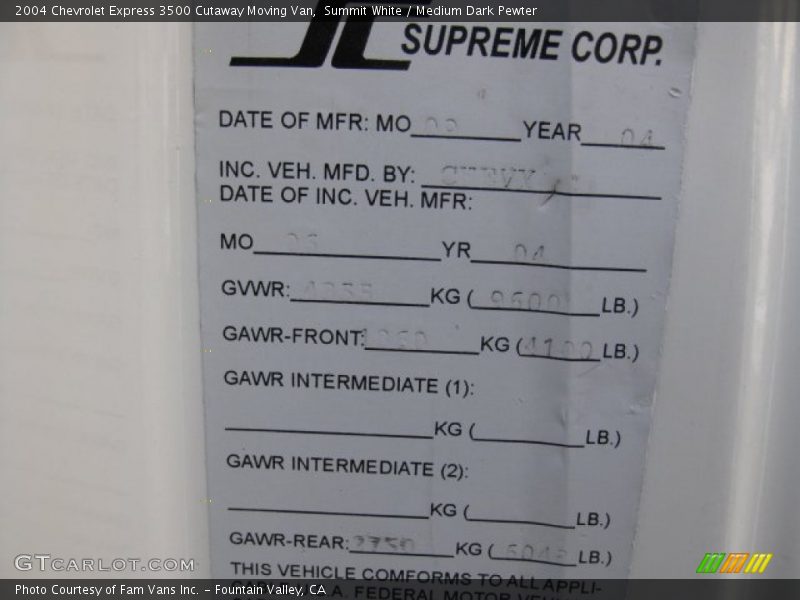 2004 Chevrolet Express 3500 Cutaway Moving Van, Summit White / Medium Dark Pewter
SUPREME CORP.
DATE OF MFR: MO YEAR 04
INC. VEH. MFD. BY: CHEVY
DATE OF INC. VEH. MFR:
MO YR 04
GVWR: KG ( 9600 LB.)
GAWR-FRONT: KG ( 4100 LB.)
GAWR INTERMEDIATE (1):
KG ( LB.)
GAWR INTERMEDIATE (2):
KG ( LB.)
GAWR-REAR: KG ( LB.)
THIS VEHICLE CONFORMS TO ALL APPLI-
U.S.A. FEDERAL MOTOR
GTCARLOT.COM
Photo Courtesy of Fam Vans Inc. – Fountain Valley, CA